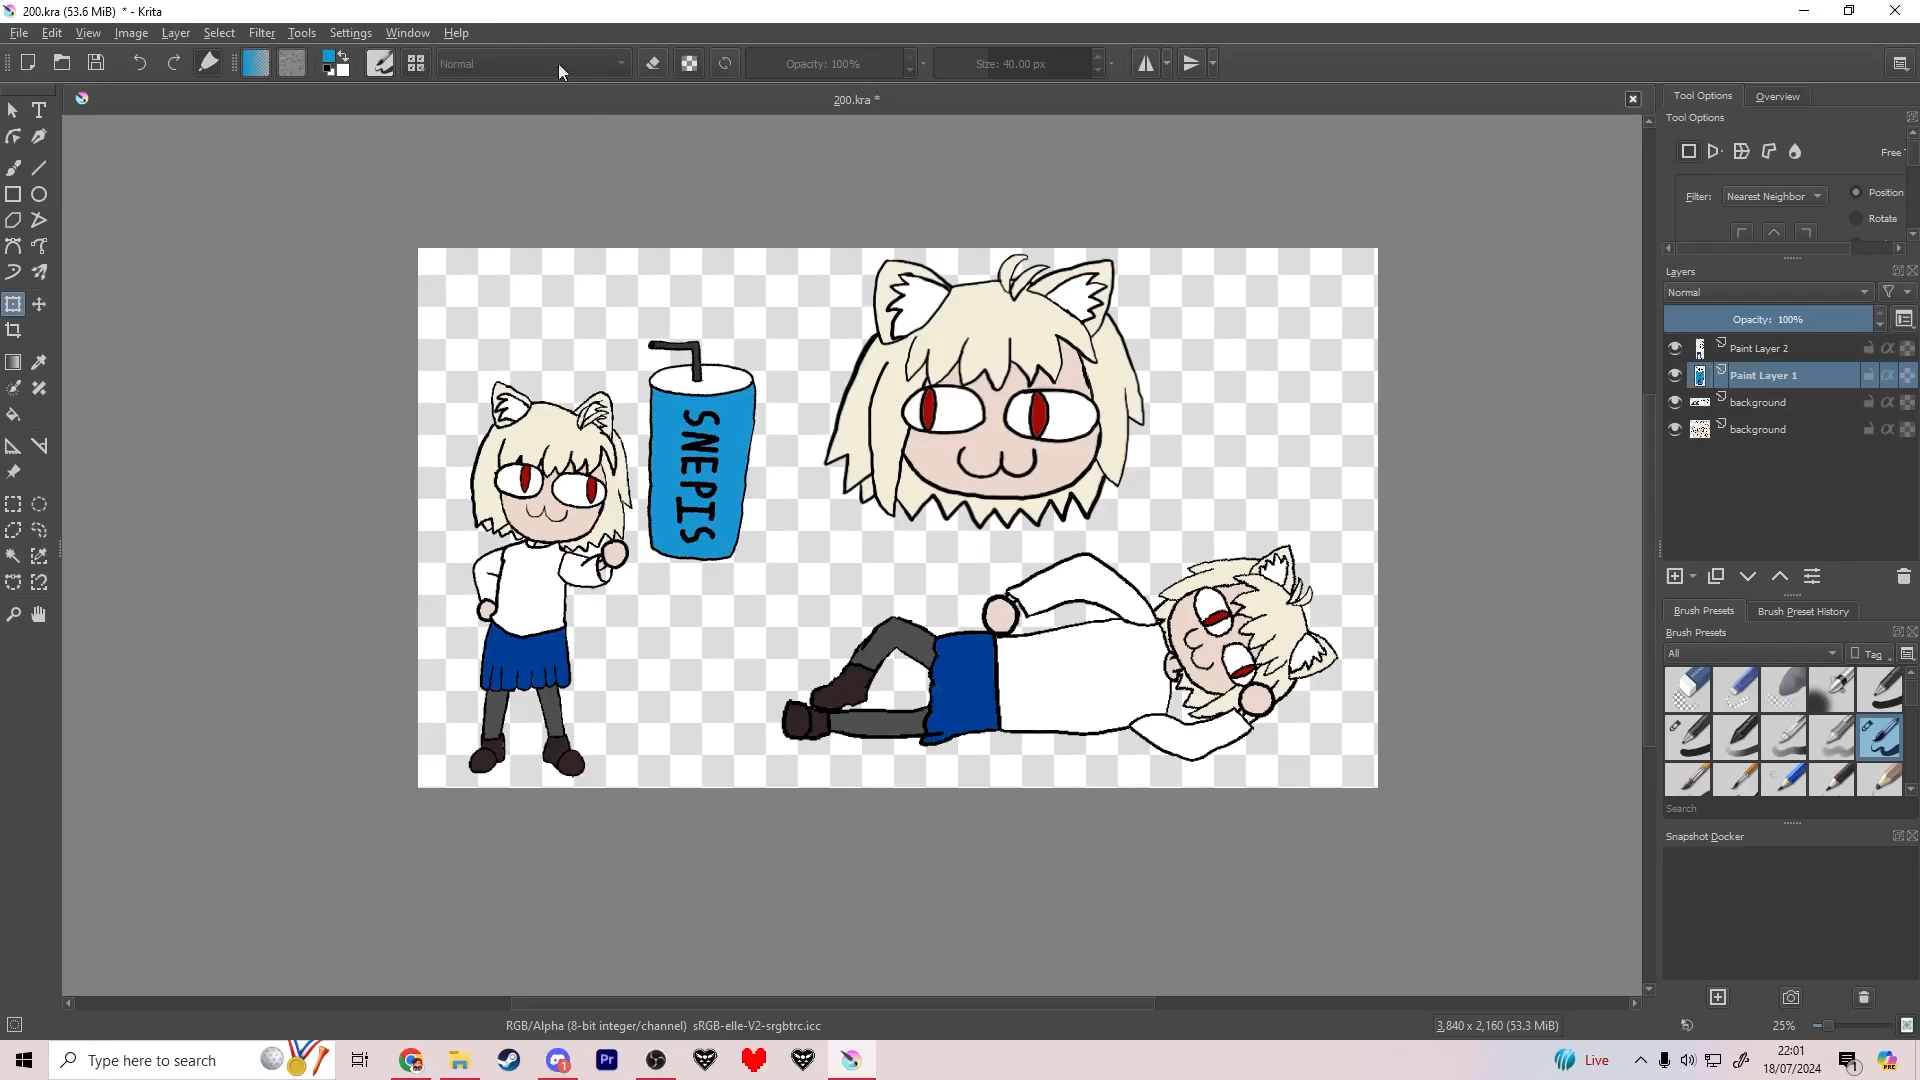 200.kra (53.6 MiB) * - Krita
File Edit View Image Layer Select Filter Tools Settings Window Help
Normal
Opacity: 100%
Size: 40.00 px
200.kra *
Tool Options Overview
Tool Options
Free
Filter: Nearest Neighbor
Position
Rotate
Layers
Normal
Opacity: 100%
Paint Layer 2
Paint Layer 1
background
background
SNEPIS
Brush Presets Brush Preset History
Brush Presets
All
Tag
Search
Snapshot Docker
RGB/Alpha (8-bit integer/channel) sRGB-elle-V2-srgbtrc.icc
3,840 x 2,160 (53.3 MiB)
25%
Type here to search
Pr
1
Live
22:01
18/07/2024
1
PRE